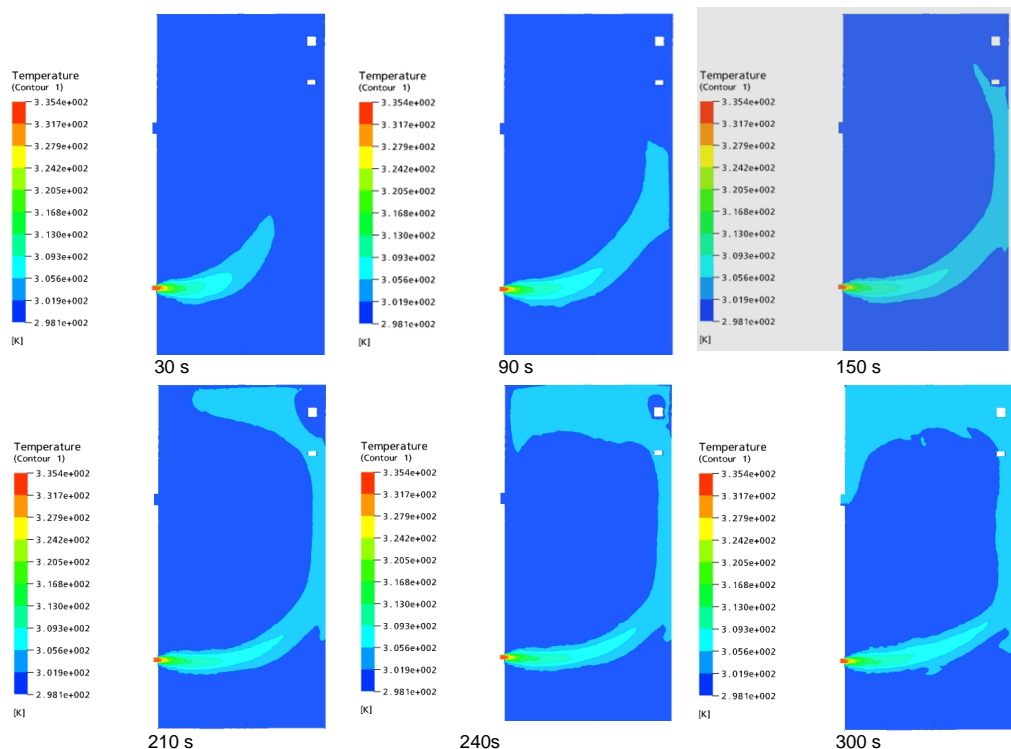 Temperature
(Contour 1)
3.354e+002
3.317e+002
3.279e+002
3.242e+002
3.205e+002
3.168e+002
3.130e+002
3.093e+002
3.056e+002
3.019e+002
2.981e+002
[K]
30 s
Temperature
(Contour 1)
3.354e+002
3.317e+002
3.279e+002
3.242e+002
3.205e+002
3.168e+002
3.130e+002
3.093e+002
3.056e+002
3.019e+002
2.981e+002
[K]
90 s
Temperature
(Contour 1)
3.354e+002
3.317e+002
3.279e+002
3.242e+002
3.205e+002
3.168e+002
3.130e+002
3.093e+002
3.056e+002
3.019e+002
2.981e+002
[K]
150 s
Temperature
(Contour 1)
3.354e+002
3.317e+002
3.279e+002
3.242e+002
3.205e+002
3.168e+002
3.130e+002
3.093e+002
3.056e+002
3.019e+002
2.981e+002
[K]
210 s
Temperature
(Contour 1)
3.354e+002
3.317e+002
3.279e+002
3.242e+002
3.205e+002
3.168e+002
3.130e+002
3.093e+002
3.056e+002
3.019e+002
2.981e+002
[K]
240s
Temperature
(Contour 1)
3.354e+002
3.317e+002
3.279e+002
3.242e+002
3.205e+002
3.168e+002
3.130e+002
3.093e+002
3.056e+002
3.019e+002
2.981e+002
[K]
300 s